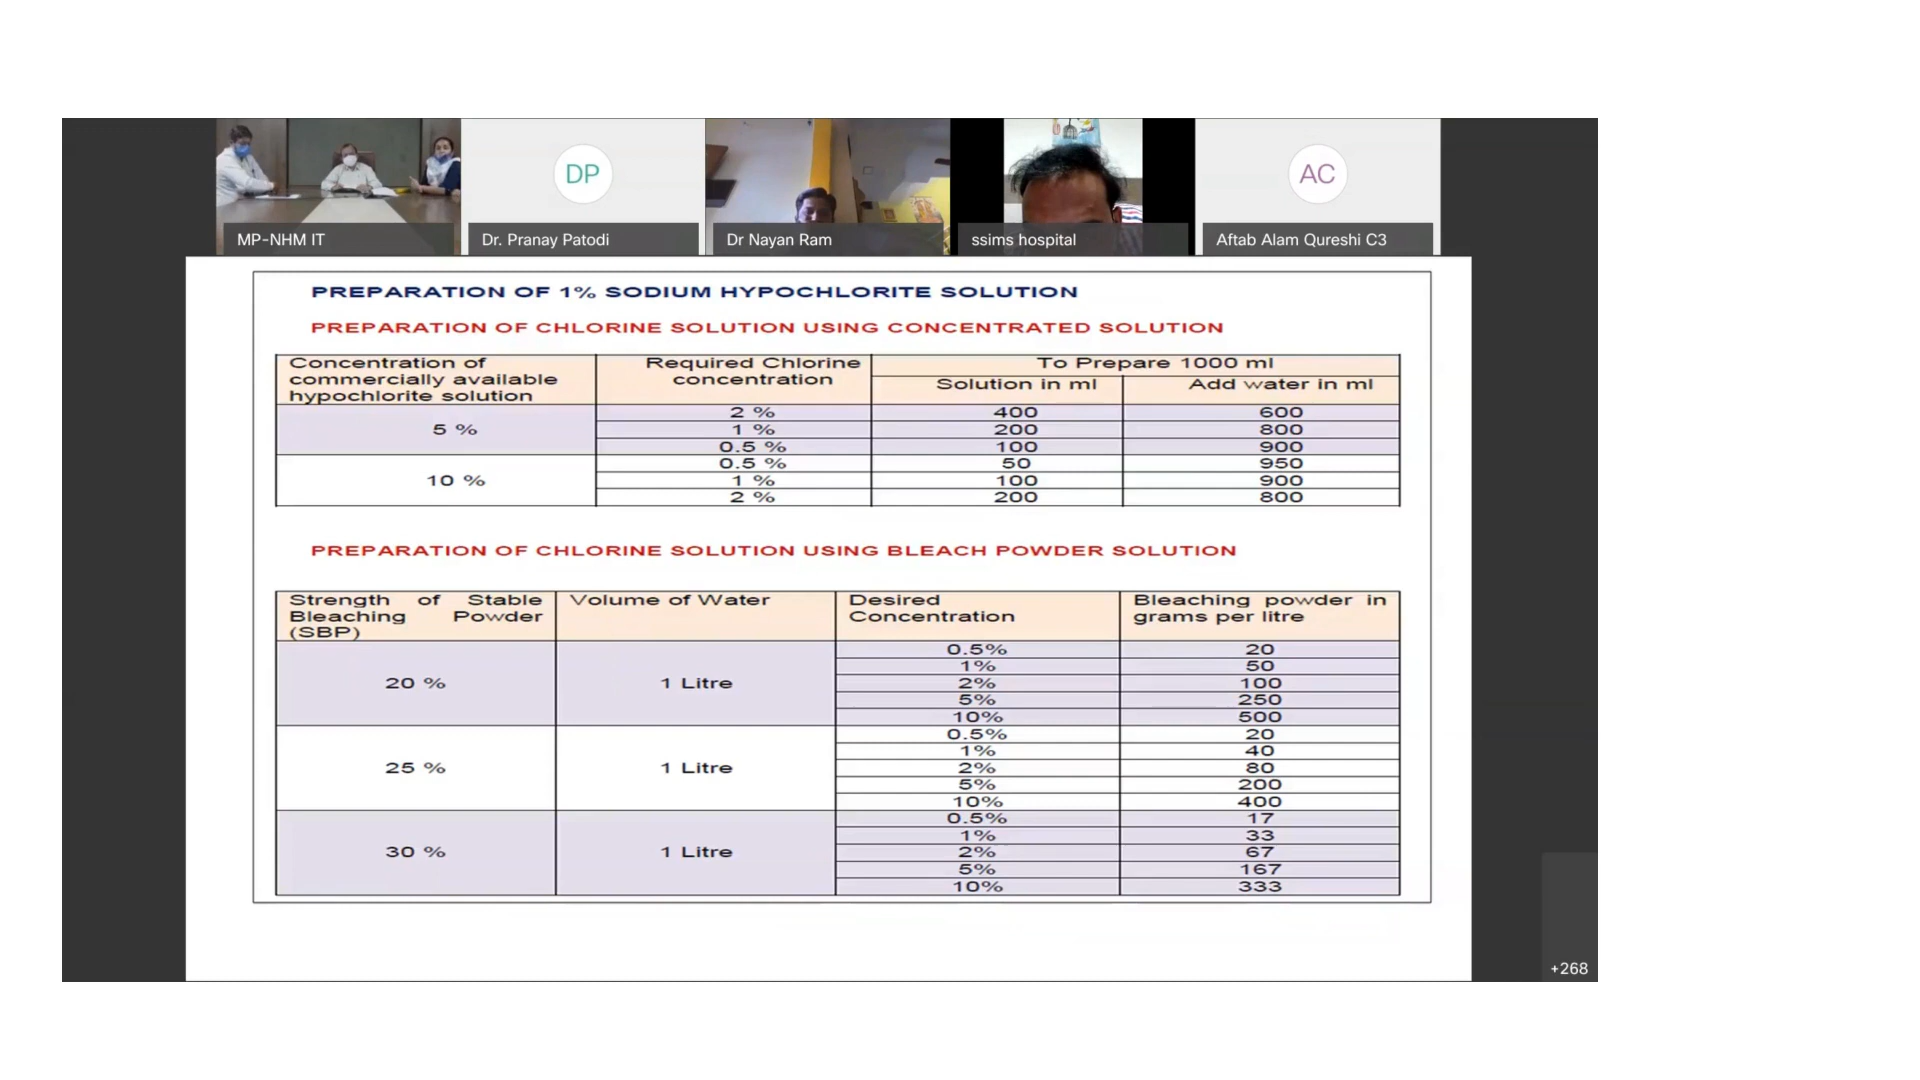 DP
AC
MP-NHM IT
Dr. Pranay Patodi
Dr Nayan Ram
ssims hospital
Aftab Alam Qureshi C3
PREPARATION OF 1% SODIUM HYPOCHLORITE SOLUTION
PREPARATION OF CHLORINE SOLUTION USING CONCENTRATED SOLUTION
Concentration of commercially available hypochlorite solution
Required Chlorine concentration
To Prepare 1000 ml
Solution in ml
Add water in ml
5 %
2 % 400 600
1 % 200 800
0.5 % 100 900
10 %
0.5 % 50 950
1 % 100 900
2 % 200 800
PREPARATION OF CHLORINE SOLUTION USING BLEACH POWDER SOLUTION
Strength of Stable Bleaching Powder (SBP)
Volume of Water
Desired Concentration
Bleaching powder in grams per litre
20 % 1 Litre
0.5% 20
1% 50
2% 100
5% 250
10% 500
25 % 1 Litre
0.5% 20
1% 40
2% 80
5% 200
10% 400
30 % 1 Litre
0.5% 17
1% 33
2% 67
5% 167
10% 333
+268